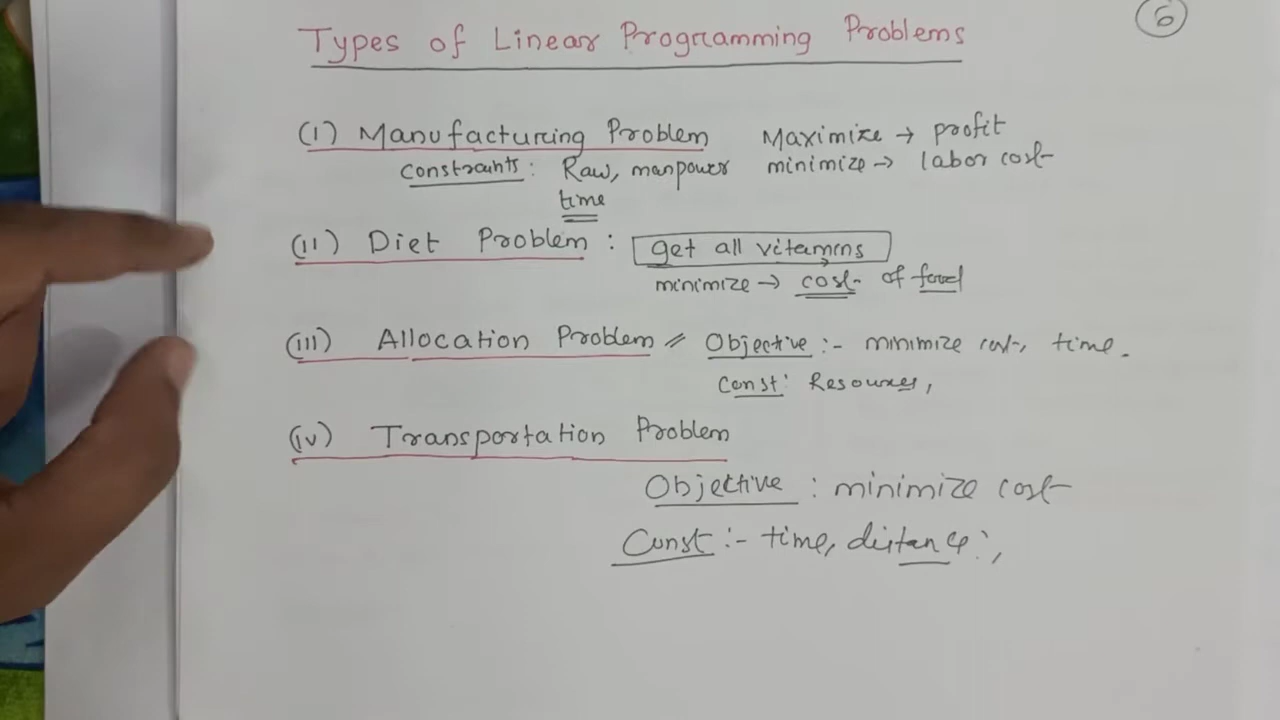 6
Types of Linear Programming Problems
(i) Manufacturing Problem Maximize → profit
Constraints: Raw, manpower minimize → labor cost
time
(ii) Diet Problem : get all vitamins
minimize → cost of food
(iii) Allocation Problem Objective :- minimize cost, time.
Const: Resources,
(iv) Transportation Problem
Objective : minimize cost
Const :- time, distance:,